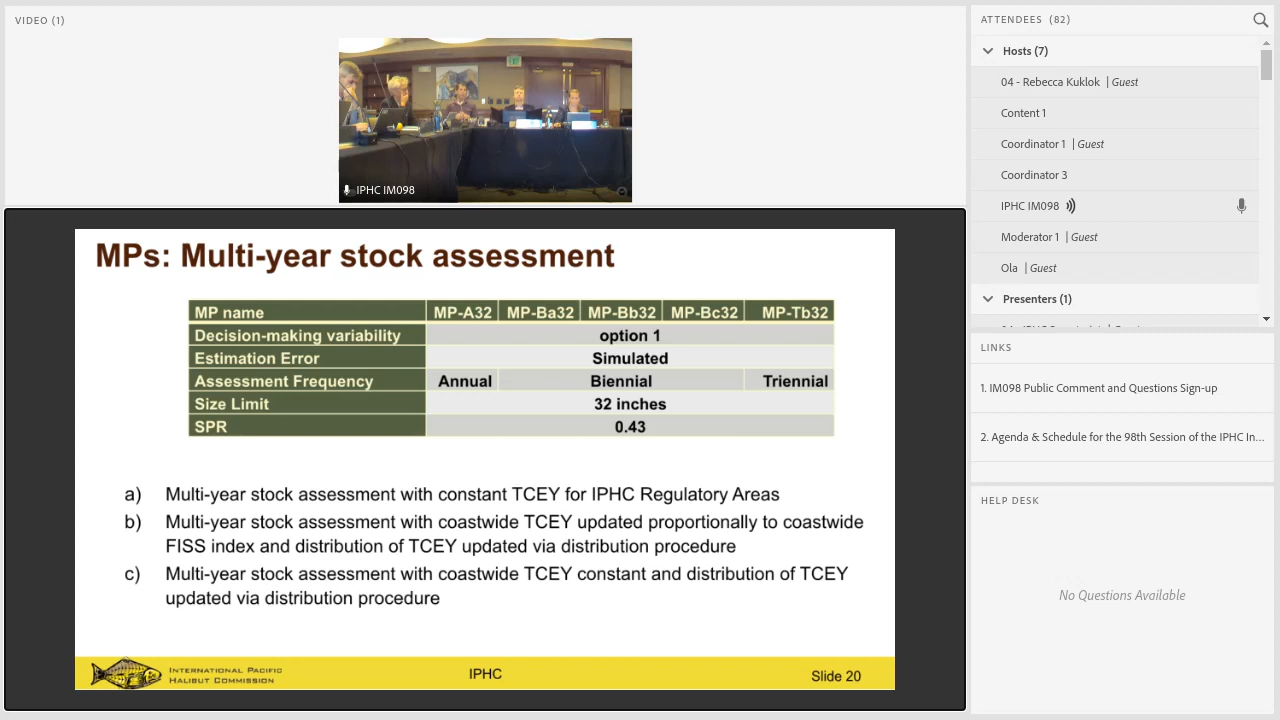 VIDEO (1)
IPHC IM098
MPs: Multi-year stock assessment
MP name MP-A32 MP-Ba32 MP-Bb32 MP-Bc32 MP-Tb32
Decision-making variability option 1
Estimation Error Simulated
Assessment Frequency Annual Biennial Triennial
Size Limit 32 inches
SPR 0.43
a) Multi-year stock assessment with constant TCEY for IPHC Regulatory Areas
b) Multi-year stock assessment with coastwide TCEY updated proportionally to coastwide
FISS index and distribution of TCEY updated via distribution procedure
c) Multi-year stock assessment with coastwide TCEY constant and distribution of TCEY
updated via distribution procedure
INTERNATIONAL PACIFIC
HALIBUT COMMISSION
IPHC
Slide 20
ATTENDEES (82)
Hosts (7)
04 - Rebecca Kuklok | Guest
Content 1
Coordinator 1 | Guest
Coordinator 3
IPHC IM098
Moderator 1 | Guest
Ola | Guest
Presenters (1)
LINKS
1. IM098 Public Comment and Questions Sign-up
2. Agenda & Schedule for the 98th Session of the IPHC In...
HELP DESK
No Questions Available